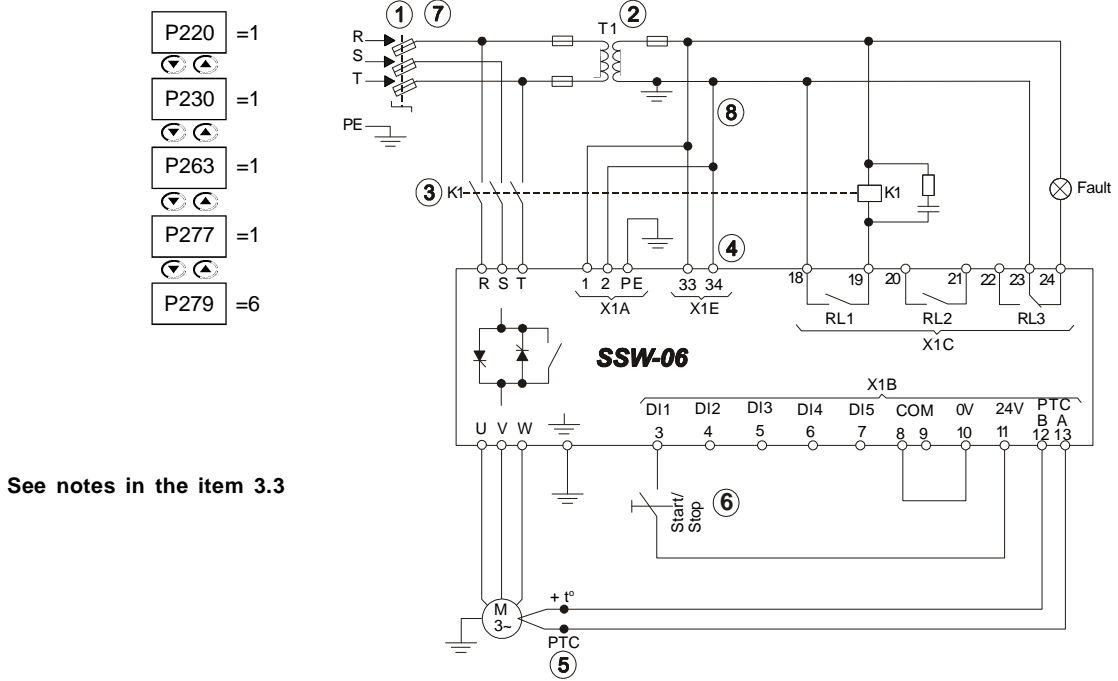 P220 =1
P230 =1
P263 =1
P277 =1
P279 =6
See notes in the item 3.3
1 7 2
T1
R
S
T
PE
8
3 K1 K1 Fault
4
R S T 1 2 PE 33 34 18 19 20 21 22 23 24
X1A X1E RL1 RL2 RL3
X1C
SSW-06
X1B
DI1 DI2 DI3 DI4 DI5 COM 0V 24V PTC
B A
U V W 3 4 5 6 7 8 9 10 11 12 13
Start/
Stop
6
+ tº
M
3~
PTC
5